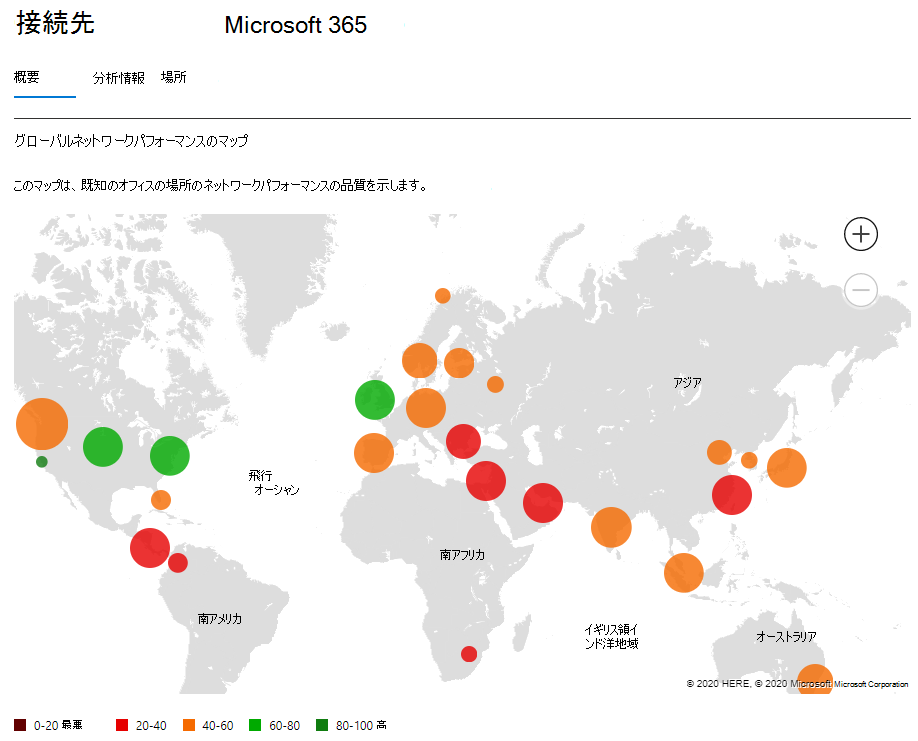 接続先 Microsoft 365
概要 分析情報 場所
グローバルネットワークパフォーマンスのマップ
このマップは、既知のオフィスの場所のネットワークパフォーマンスの品質を示します。
アジア
飛行
オーシャン
南アフリカ
南アメリカ
イギリス領イ
ンド洋地域
オーストラリア
© 2020 HERE, © 2020 Microsoft Microsoft Corporation
0-20 最悪 20-40 40-60 60-80 80-100 高